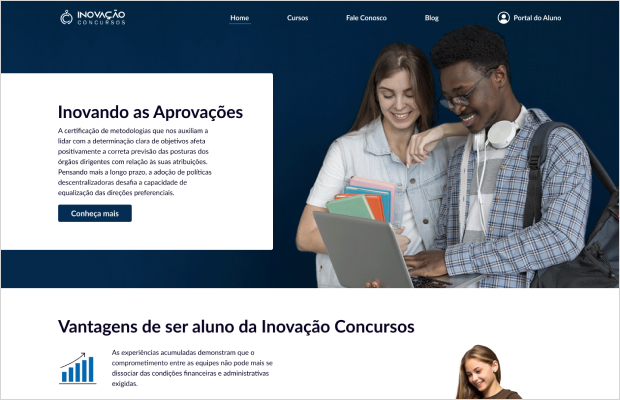 INOVAÇÃO
CONCURSOS
Home
Cursos
Fale Conosco
Blog
Portal do Aluno
Inovando as Aprovações
A certificação de metodologias que nos auxiliam a
lidar com a determinação clara de objetivos afeta
positivamente a correta previsão das posturas dos
órgãos dirigentes com relação às suas atribuições.
Pensando mais a longo prazo, a adoção de políticas
descentralizadoras desafia a capacidade de
equalização das direções preferenciais.
Conheça mais
Vantagens de ser aluno da Inovação Concursos
As experiências acumuladas demonstram que o
comprometimento entre as equipes não pode mais se
dissociar das condições financeiras e administrativas
exigidas.